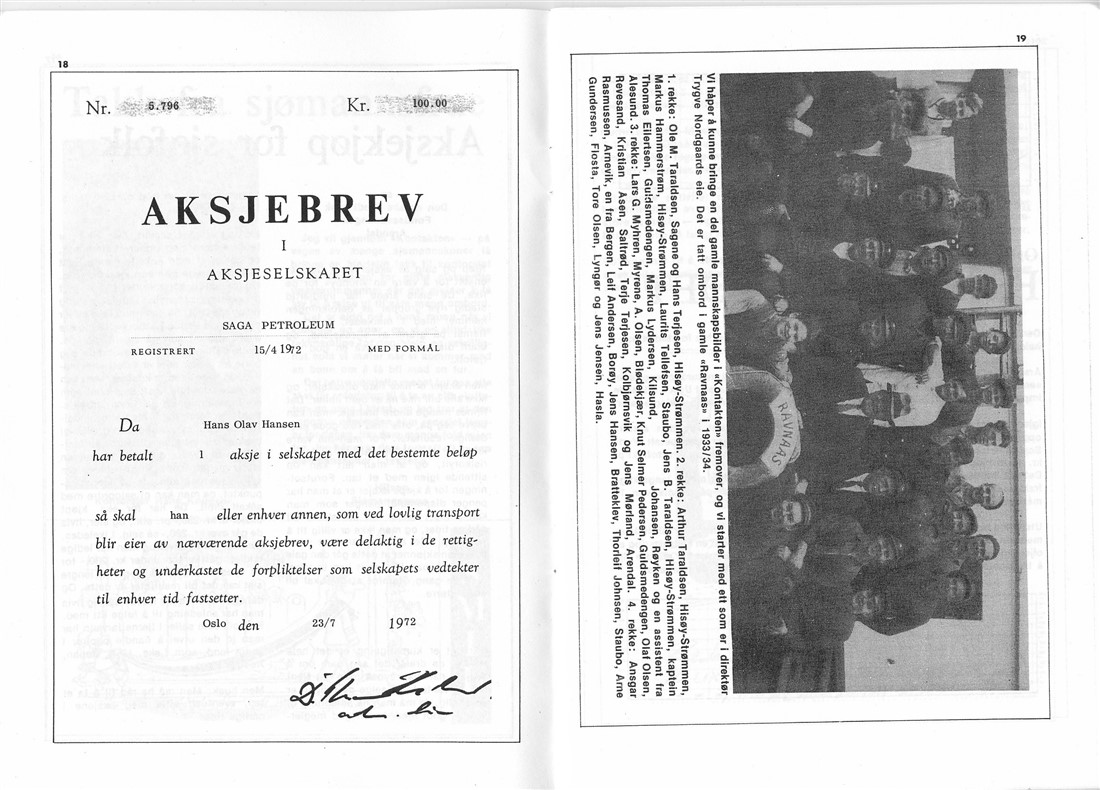 18
Nr. 5.796 Kr. 100.00
AKSJEBREV
I
AKSJESELSKAPET
SAGA PETROLEUM
REGISTRERT 15/4 1972 MED FORMÅL
Da Hans Olav Hansen
har betalt 1 aksje i selskapet med det bestemte beløp
så skal han eller enhver annen, som ved lovlig transport
blir eier av nærværende aksjebrev, være delaktig i de rettig-
heter og underkastet de forpliktelser som selskapets vedtekter
til enhver tid fastsetter.
Oslo den 23/7 1972
19
RAVNAAS
Vi håper å kunne bringe en del gamle mannskapsbilder i «Kontakten» fremover, og vi starter med ett som er i direktør
Trygve Nordgaards eie. Det er tatt ombord i gamle «Ravnaas» i 1933/34.
1. rekke: Ole M. Taraldsen, Sagene og Hans Terjesen, Hisøy-Strømmen. 2. rekke: Arthur Taraldsen, Hisøy-Strømmen,
Markus Hammerstrøm, Hisøy-Strømmen, Laurits Tellefsen, Staubo, Jens B. Taraldsen, Hisøy-Strømmen, kaptein
Thomas Eilertsen, Guldsmedengen, Markus Lydersen, Kilsund, Johansen, Røyken og en assistent fra
Ålesund. 3. rekke: Lars G. Myhren, Myrene, A. Olsen, Blødekjær, Knut Selmer Pedersen, Guldsmedengen, Olaf Olsen,
Revesand, Kristian Åsen, Saltrød, Terje Terjesen, Kolbjørnsvik og Jens Mørland, Arendal. 4. rekke: Ansgar
Rasmussen, Arnevik, en fra Bergen, Leif Andersen, Borøy, Jens Hansen, Bratteklev, Thorleif Johnsen, Staubo, Arne
Gundersen, Flosta, Tore Olsen, Lyngør og Jens Jensen, Hasla.